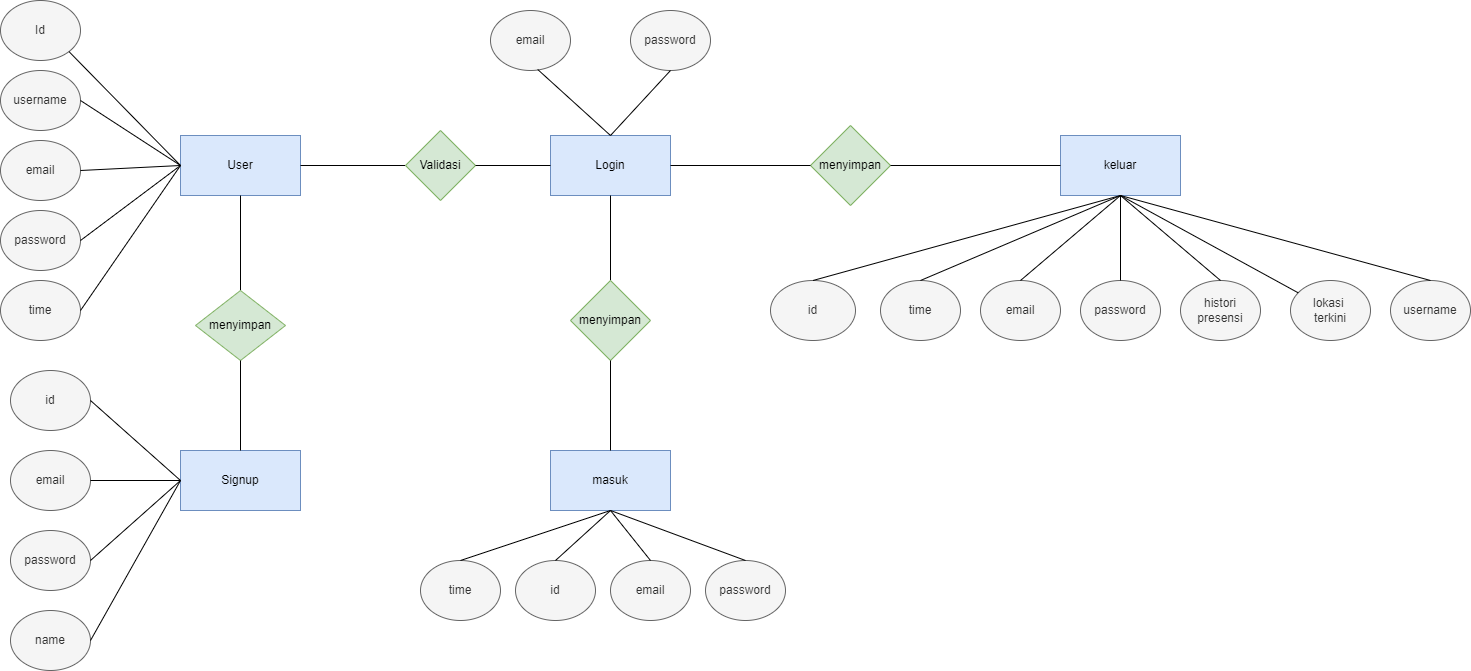 Id
username
email
password
time
User
Validasi
email
password
Login
menyimpan
keluar
id
time
email
password
histori
presensi
lokasi
terkini
username
menyimpan
menyimpan
id
email
password
name
Signup
masuk
time
id
email
password